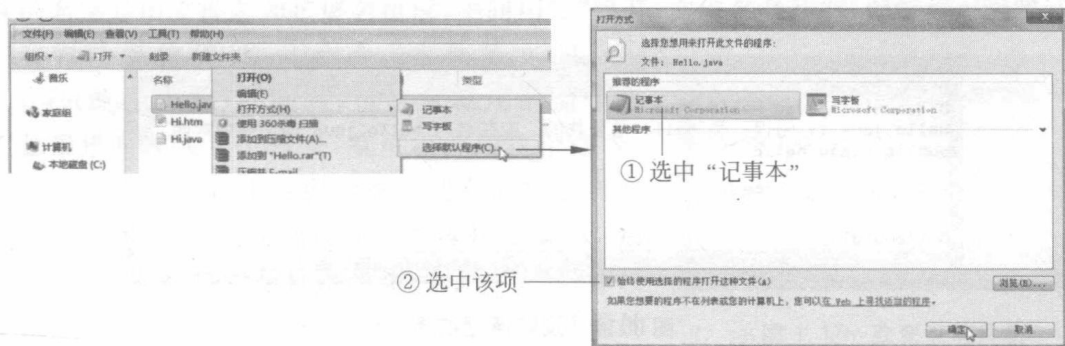 文件(F) 编辑(E) 查看(V) 工具(T) 帮助(H)
组织 打开 刻录 新建文件夹
音乐
家庭组
计算机
本地磁盘 (C:)
名称 类型
Hello.jav
Hi.htm
Hi.java
打开(O)
编辑(E)
打开方式(H)
使用 360杀毒 扫描
添加到压缩文件(A)...
添加到 "Hello.rar"(T)
压缩并 E-mail
记事本
写字板
选择默认程序(C)...
打开方式
选择您想用来打开此文件的程序:
文件: Hello.java
推荐的程序
记事本
Microsoft Corporation
写字板
Microsoft Corporation
其他程序
① 选中“记事本”
② 选中该项
始终使用选择的程序打开这种文件(A)
浏览(B)...
如果您想要的程序不在列表或您的计算机上，您可以在 Web 上寻找适当的程序。
确定 取消